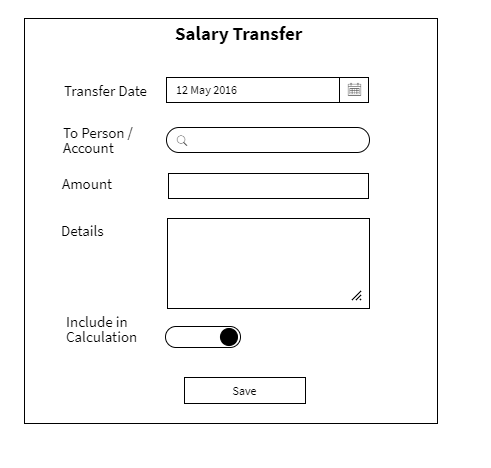 Salary Transfer
Transfer Date
12 May 2016
To Person /
Account
Amount
Details
Include in
Calculation
Save